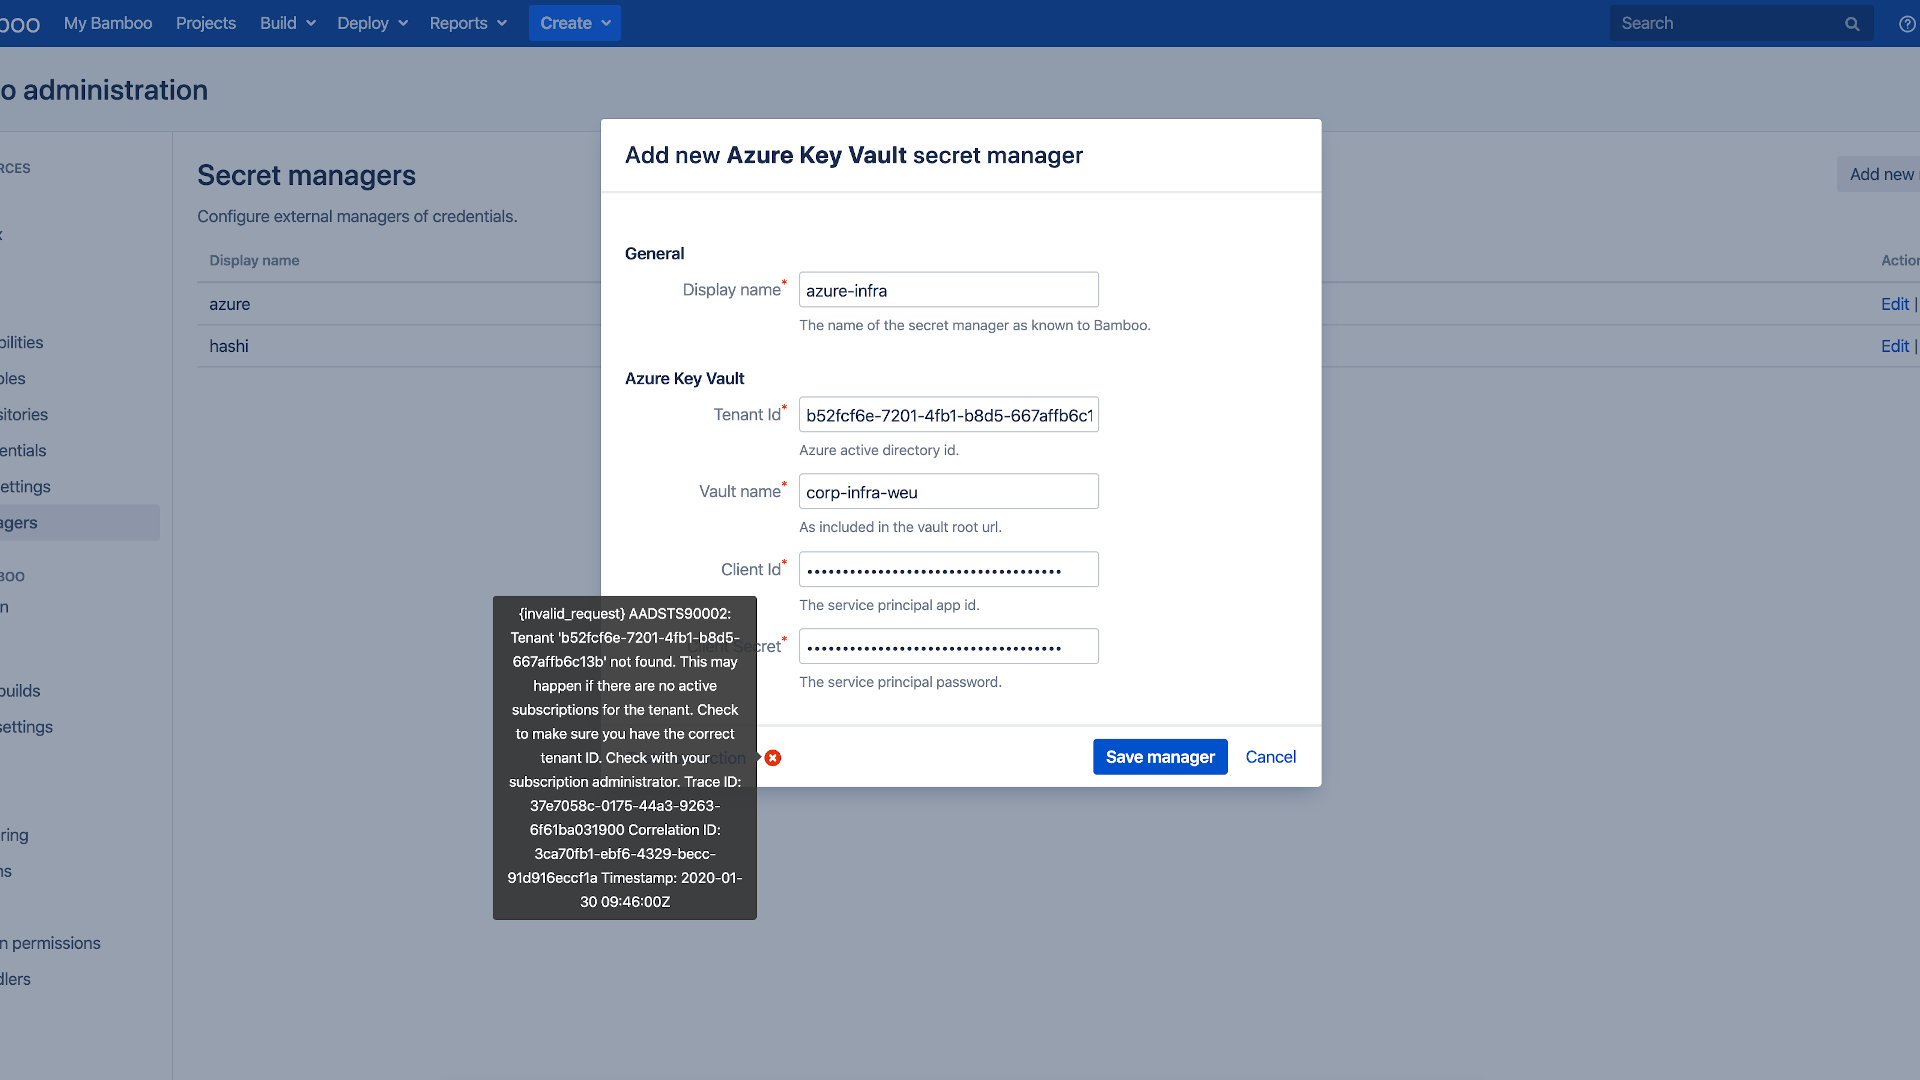 boo My Bamboo Projects Build Deploy Reports Create Search
o administration
RCES
Secret managers
Add new
Configure external managers of credentials.
Display name
Action
azure
Edit |
hashi
Edit |
bilities
bles
sitories
entials
settings
agers
BOO
n
builds
settings
ring
ns
n permissions
dlers
Add new Azure Key Vault secret manager
General
Display name*
azure-infra
The name of the secret manager as known to Bamboo.
Azure Key Vault
Tenant Id*
b52fcf6e-7201-4fb1-b8d5-667affb6c1
Azure active directory id.
Vault name*
corp-infra-weu
As included in the vault root url.
Client Id*
The service principal app id.
Client Secret*
The service principal password.
ction
Save manager
Cancel
{invalid_request} AADSTS90002:
Tenant 'b52fcf6e-7201-4fb1-b8d5-
667affb6c13b' not found. This may
happen if there are no active
subscriptions for the tenant. Check
to make sure you have the correct
tenant ID. Check with your
subscription administrator. Trace ID:
37e7058c-0175-44a3-9263-
6f61ba031900 Correlation ID:
3ca70fb1-ebf6-4329-becc-
91d916eccf1a Timestamp: 2020-01-
30 09:46:00Z